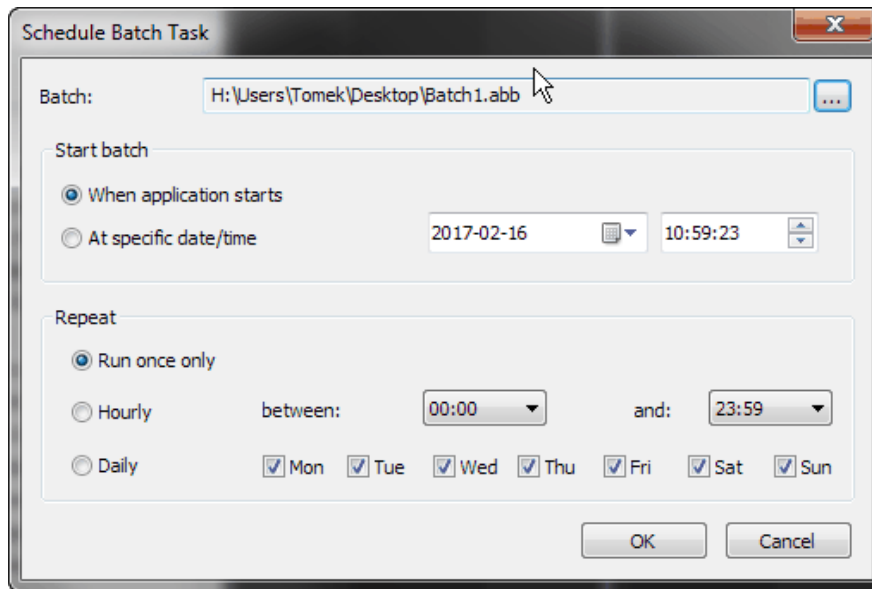 Schedule Batch Task
Batch: H:\Users\Tomek\Desktop\Batch1.abb ...
Start batch
When application starts
At specific date/time 2017-02-16 10:59:23
Repeat
Run once only
Hourly between: 00:00 and: 23:59
Daily Mon Tue Wed Thu Fri Sat Sun
OK Cancel